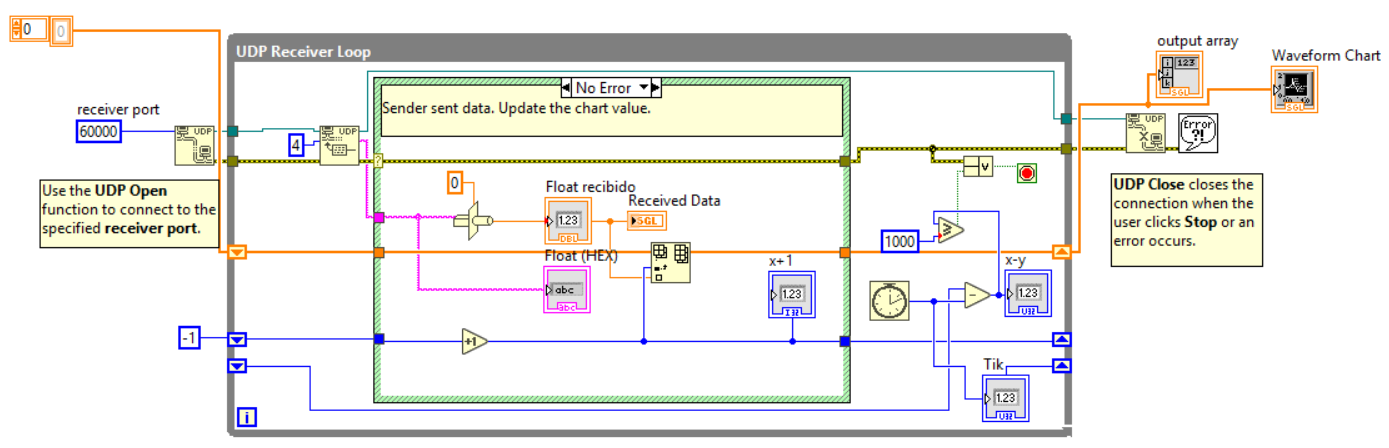 0
0
UDP Receiver Loop
output array
Waveform Chart
No Error
Sender sent data. Update the chart value.
receiver port
60000
UDP
UDP
4
?
i
j
k
123
SGL
SGL
UDP
Error
?!
Use the UDP Open
function to connect to the
specified receiver port.
0
Float recibido
1.23
DBL
Received Data
SGL
V
UDP Close closes the
connection when the
user clicks Stop or an
error occurs.
1000
≥
Float (HEX)
abc
abc
x+1
1.23
I32
x-y
1.23
U32
-1
+1
-
Tik
1.23
U32
i